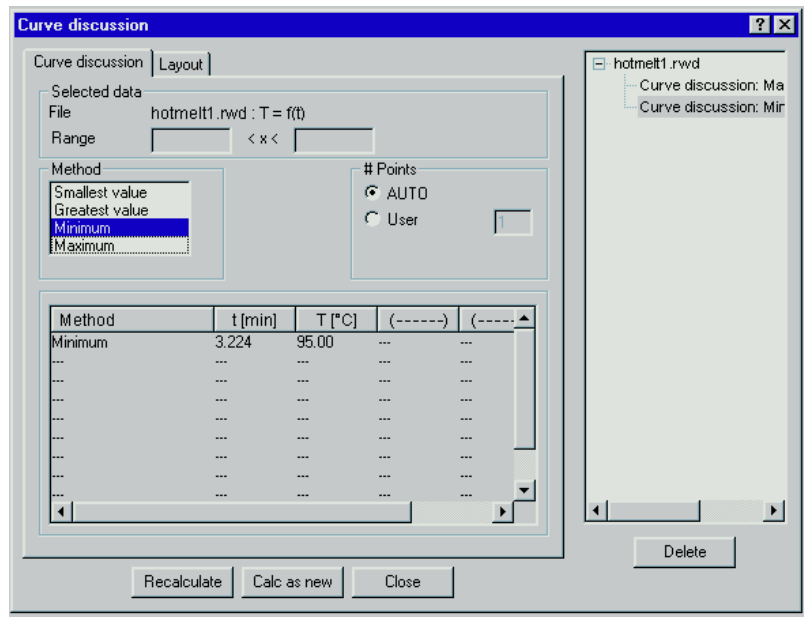 Curve discussion
Curve discussion Layout
Selected data
File hotmelt1.rwd : T = f(t)
Range < x <
Method
Smallest value
Greatest value
Minimum
Maximum
# Points
AUTO
User 1
Method t [min] T [°C] (------) (-----
Minimum 3.224 95.00 --- ---
--- --- --- --- ---
--- --- --- --- ---
--- --- --- --- ---
--- --- --- --- ---
--- --- --- --- ---
--- --- --- --- ---
--- --- --- --- ---
--- --- --- --- ---
Recalculate Calc as new Close
hotmelt1.rwd
Curve discussion: Ma
Curve discussion: Mir
Delete